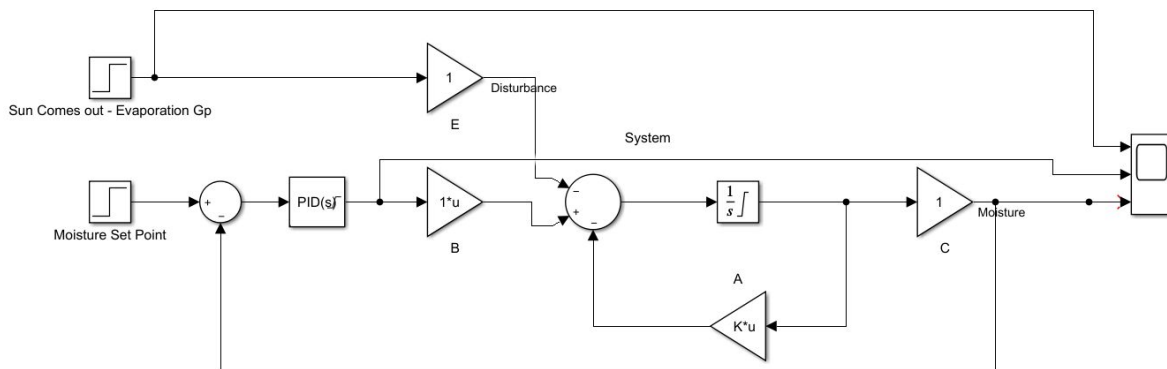 1
Disturbance
Sun Comes out - Evaporation Gp
E
System
+
−
PID(s)
1*u
−
+
−
1
s
1
Moisture
Moisture Set Point
B
C
A
K*u